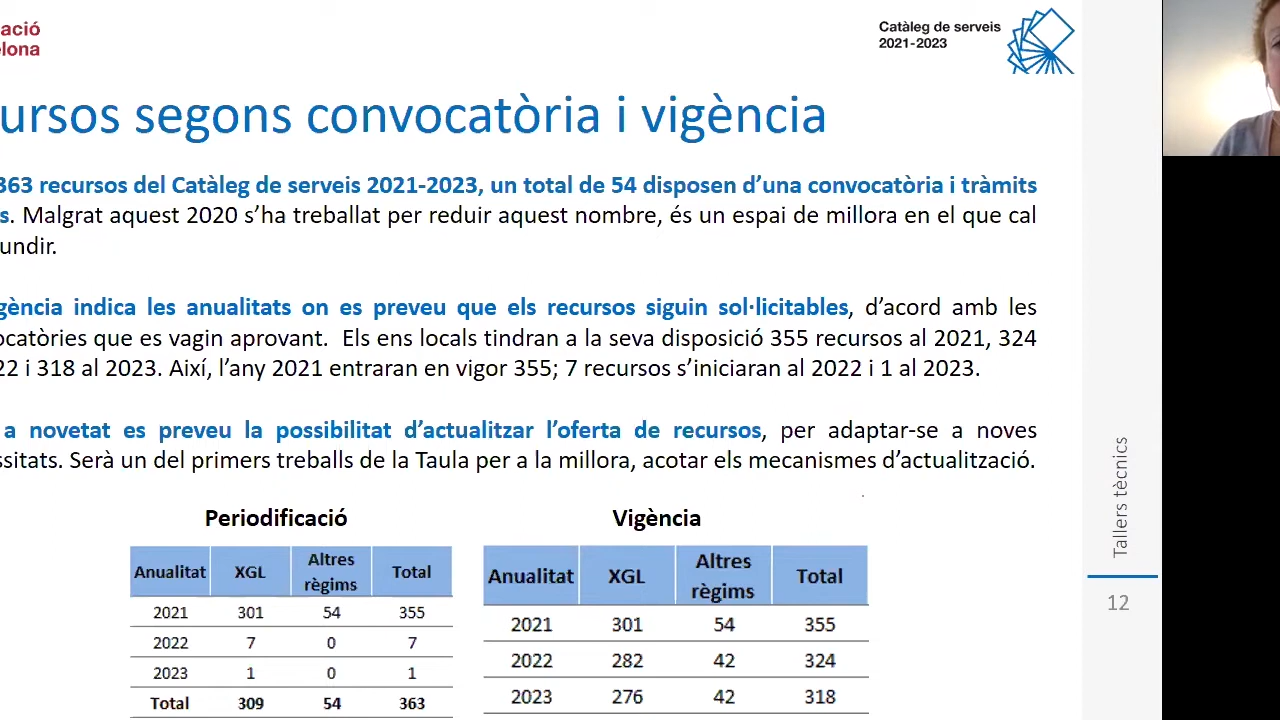 ació
elona
Catàleg de serveis
2021-2023
ursos segons convocatòria i vigència
363 recursos del Catàleg de serveis 2021-2023, un total de 54 disposen d'una convocatòria i tràmits
s. Malgrat aquest 2020 s'ha treballat per reduir aquest nombre, és un espai de millora en el que cal
undir.
gència indica les anualitats on es preveu que els recursos siguin sol·licitables, d'acord amb les
ocatòries que es vagin aprovant. Els ens locals tindran a la seva disposició 355 recursos al 2021, 324
22 i 318 al 2023. Així, l'any 2021 entraran en vigor 355; 7 recursos s'iniciaran al 2022 i 1 al 2023.
a novetat es preveu la possibilitat d'actualitzar l'oferta de recursos, per adaptar-se a noves
ssitats. Serà un del primers treballs de la Taula per a la millora, acotar els mecanismes d'actualització.
Periodificació
Anualitat XGL Altres règims Total
2021 301 54 355
2022 7 0 7
2023 1 0 1
Total 309 54 363
Vigència
Anualitat XGL Altres règims Total
2021 301 54 355
2022 282 42 324
2023 276 42 318
Tallers tècnics
12